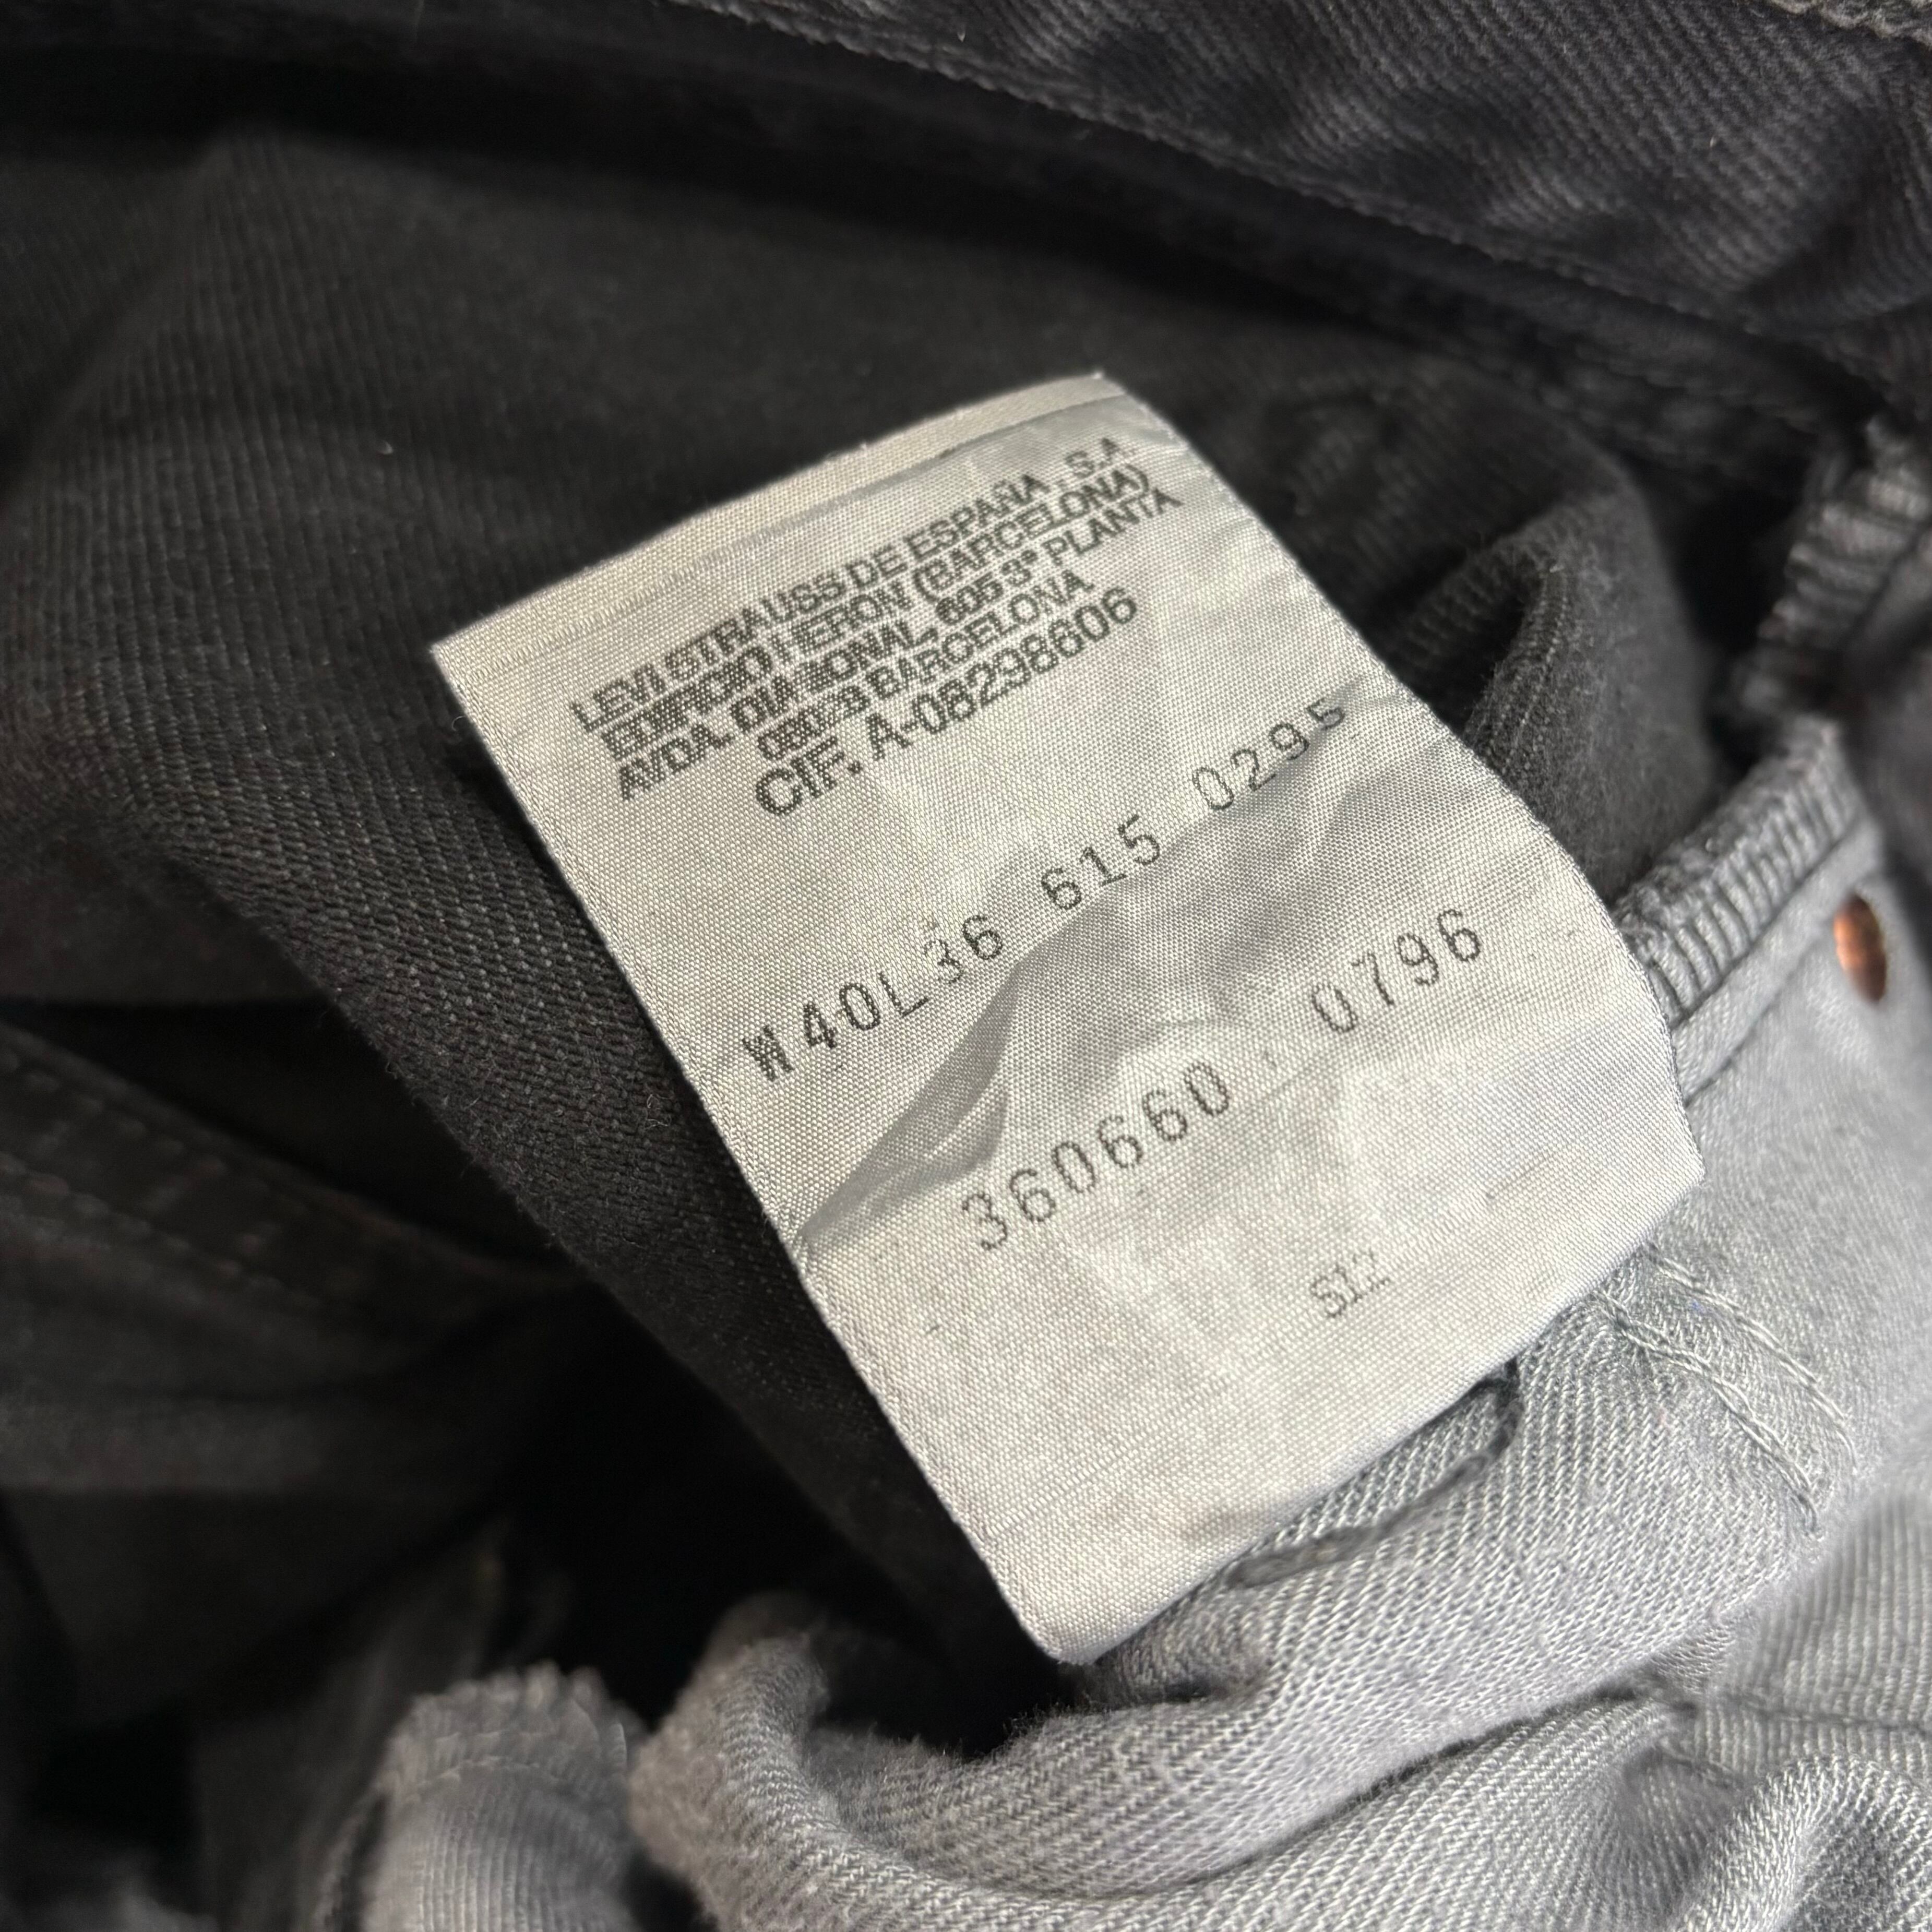 LEVI STRAUSS DE ESPAÑA, S.A.
EDIFICIO HERON (BARCELONA)
AVDA. DIAGONAL, 605 3ª PLANTA
08028 BARCELONA
CIF. A-08298606
W40L36 615 0295
360660 0796
S12